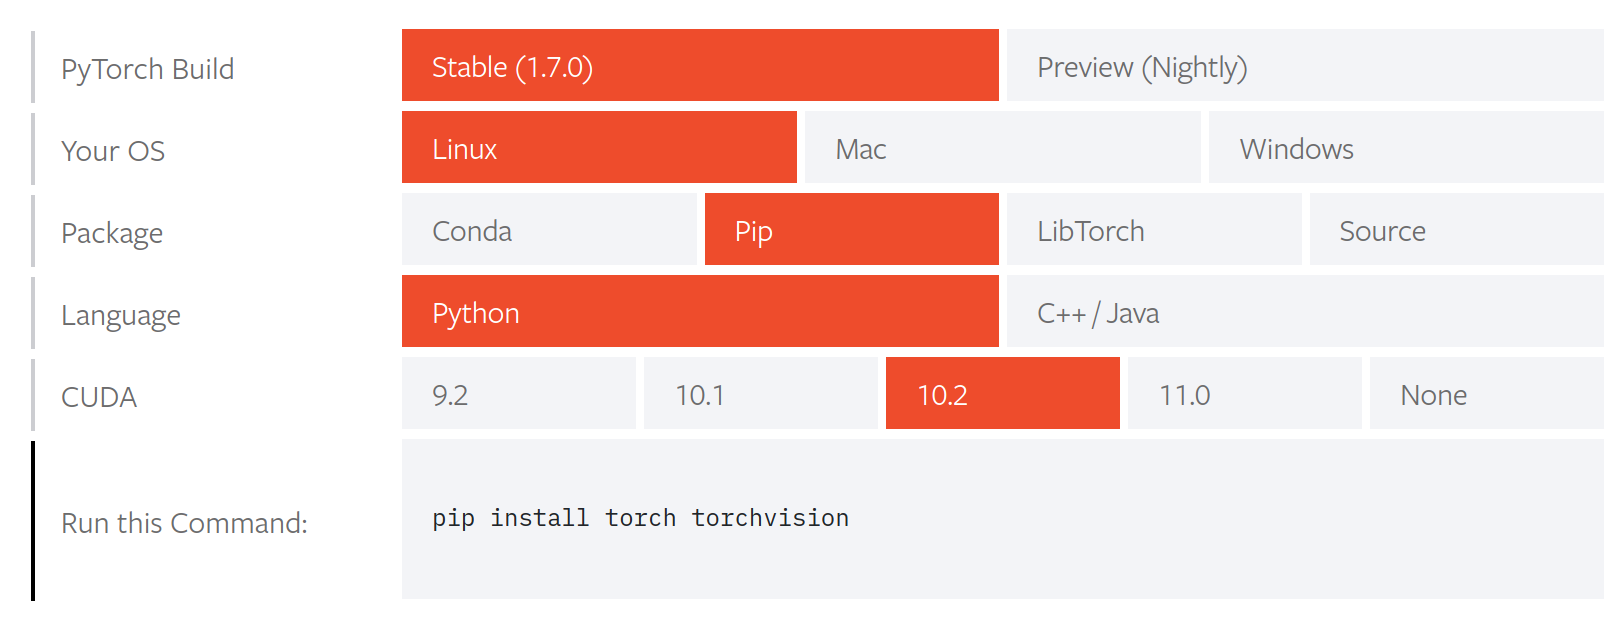 PyTorch Build
Stable (1.7.0)
Preview (Nightly)
Your OS
Linux
Mac
Windows
Package
Conda
Pip
LibTorch
Source
Language
Python
C++ / Java
CUDA
9.2
10.1
10.2
11.0
None
Run this Command:
pip install torch torchvision